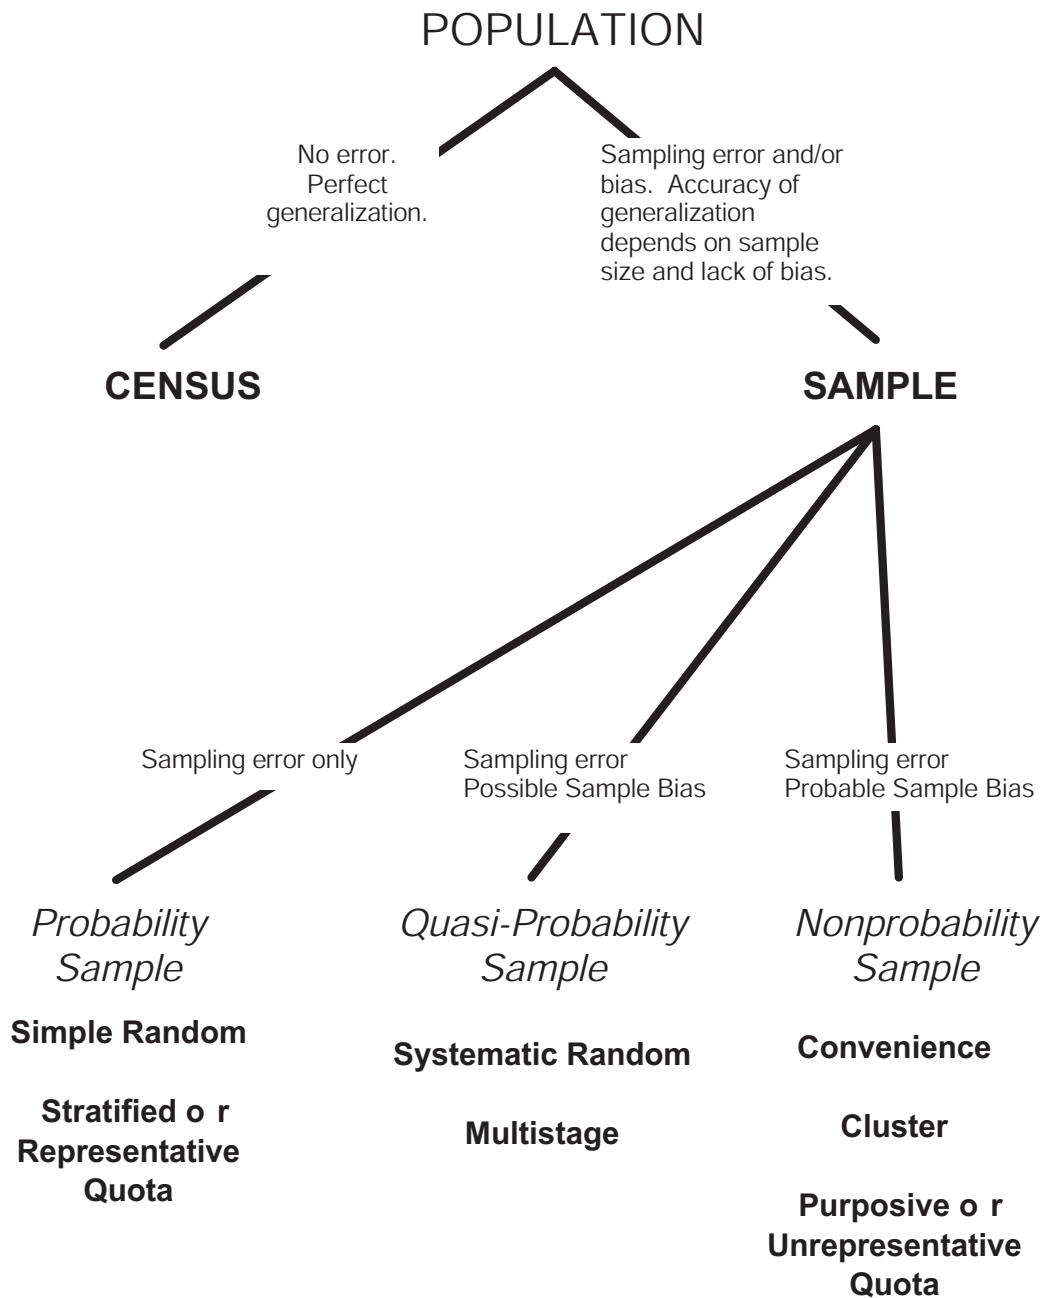 POPULATION
No error.
Perfect
generalization.
Sampling error and/or
bias. Accuracy of
generalization
depends on sample
size and lack of bias.
CENSUS
SAMPLE
Sampling error only
Sampling error
Possible Sample Bias
Sampling error
Probable Sample Bias
Probability
Sample
Simple Random
Stratified o r
Representative
Quota
Quasi-Probability
Sample
Systematic Random
Multistage
Nonprobability
Sample
Convenience
Cluster
Purposive o r
Unrepresentative
Quota